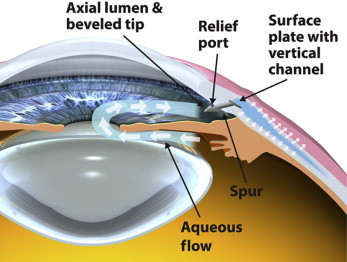 Axial lumen &
beveled tip
Relief
port
Surface
plate with
vertical
channel
Spur
Aqueous
flow